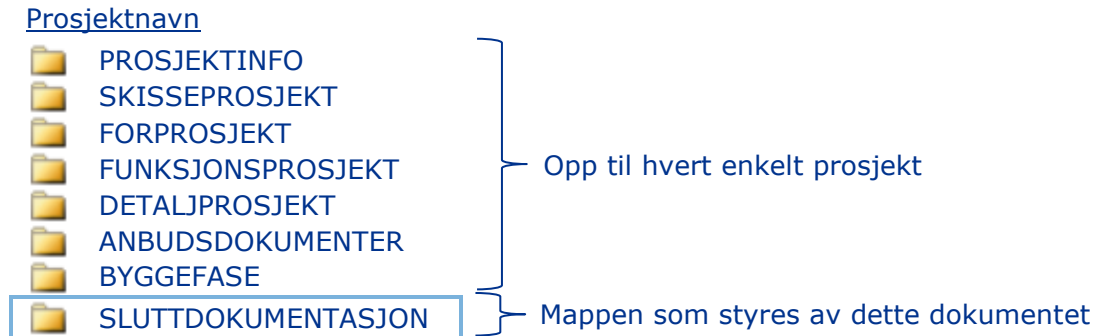 Prosjektnavn
PROSJEKTINFO
SKISSEPROSJEKT
FORPROSJEKT
FUNKSJONSPROSJEKT
DETALJPROSJEKT
ANBUDSDOKUMENTER
BYGGEFASE
Opp til hvert enkelt prosjekt
SLUTTDOKUMENTASJON
Mappen som styres av dette dokumentet